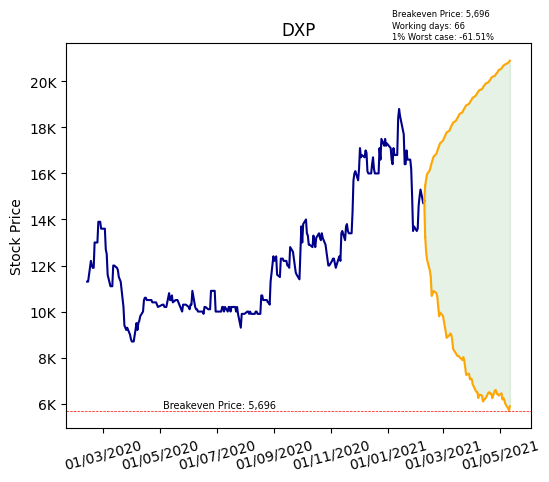 DXP
Breakeven Price: 5,696
Working days: 66
1% Worst case: -61.51%
Stock Price
20K
18K
16K
14K
12K
10K
8K
6K
Breakeven Price: 5,696
01/03/2020
01/05/2020
01/07/2020
01/09/2020
01/11/2020
01/01/2021
01/03/2021
01/05/2021